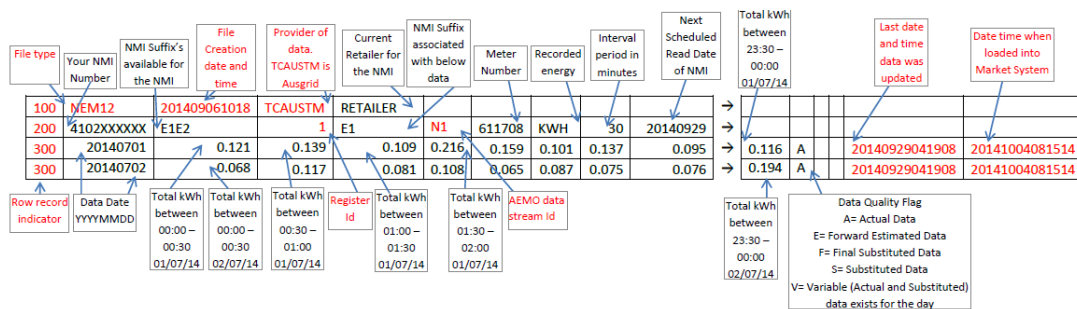 File type
Your NMI
Number
NMI Suffix's
available for
the NMI
File
Creation
date and
time
Provider of
data.
TCAUSTM is
Ausgrid
Current
Retailer for
the NMI
NMI Suffix
associated
with below
data
Meter
Number
Recorded
energy
Interval
period in
minutes
Next
Scheduled
Read Date
of NMI
Total kWh
between
23:30 –
00:00
01/07/14
Last date
and time
data was
updated
Date time when
loaded into
Market System
100 NEM12 201409061018 TCAUSTM RETAILER →
200 4102XXXXXX E1E2 1 E1 N1 611708 KWH 30 20140929 →
300 20140701 0.121 0.139 0.109 0.216 0.159 0.101 0.137 0.095 → 0.116 A 20140929041908 20141004081514
300 20140702 0.068 0.117 0.081 0.108 0.065 0.087 0.075 0.076 → 0.194 A 20140929041908 20141004081514
Row record
indicator
Data Date
YYYYMMDD
Total kWh
between
00:00 –
00:30
01/07/14
Total kWh
between
00:00 –
00:30
02/07/14
Total kWh
between
00:30 –
01:00
01/07/14
Register
Id
Total kWh
between
01:00 -
01:30
01/07/14
Total kWh
between
01:30 –
02:00
01/07/14
AEMO data
stream Id
Total kWh
between
23:30 –
00:00
02/07/14
Data Quality Flag
A= Actual Data
E= Forward Estimated Data
F= Final Substituted Data
S= Substituted Data
V= Variable (Actual and Substituted)
data exists for the day